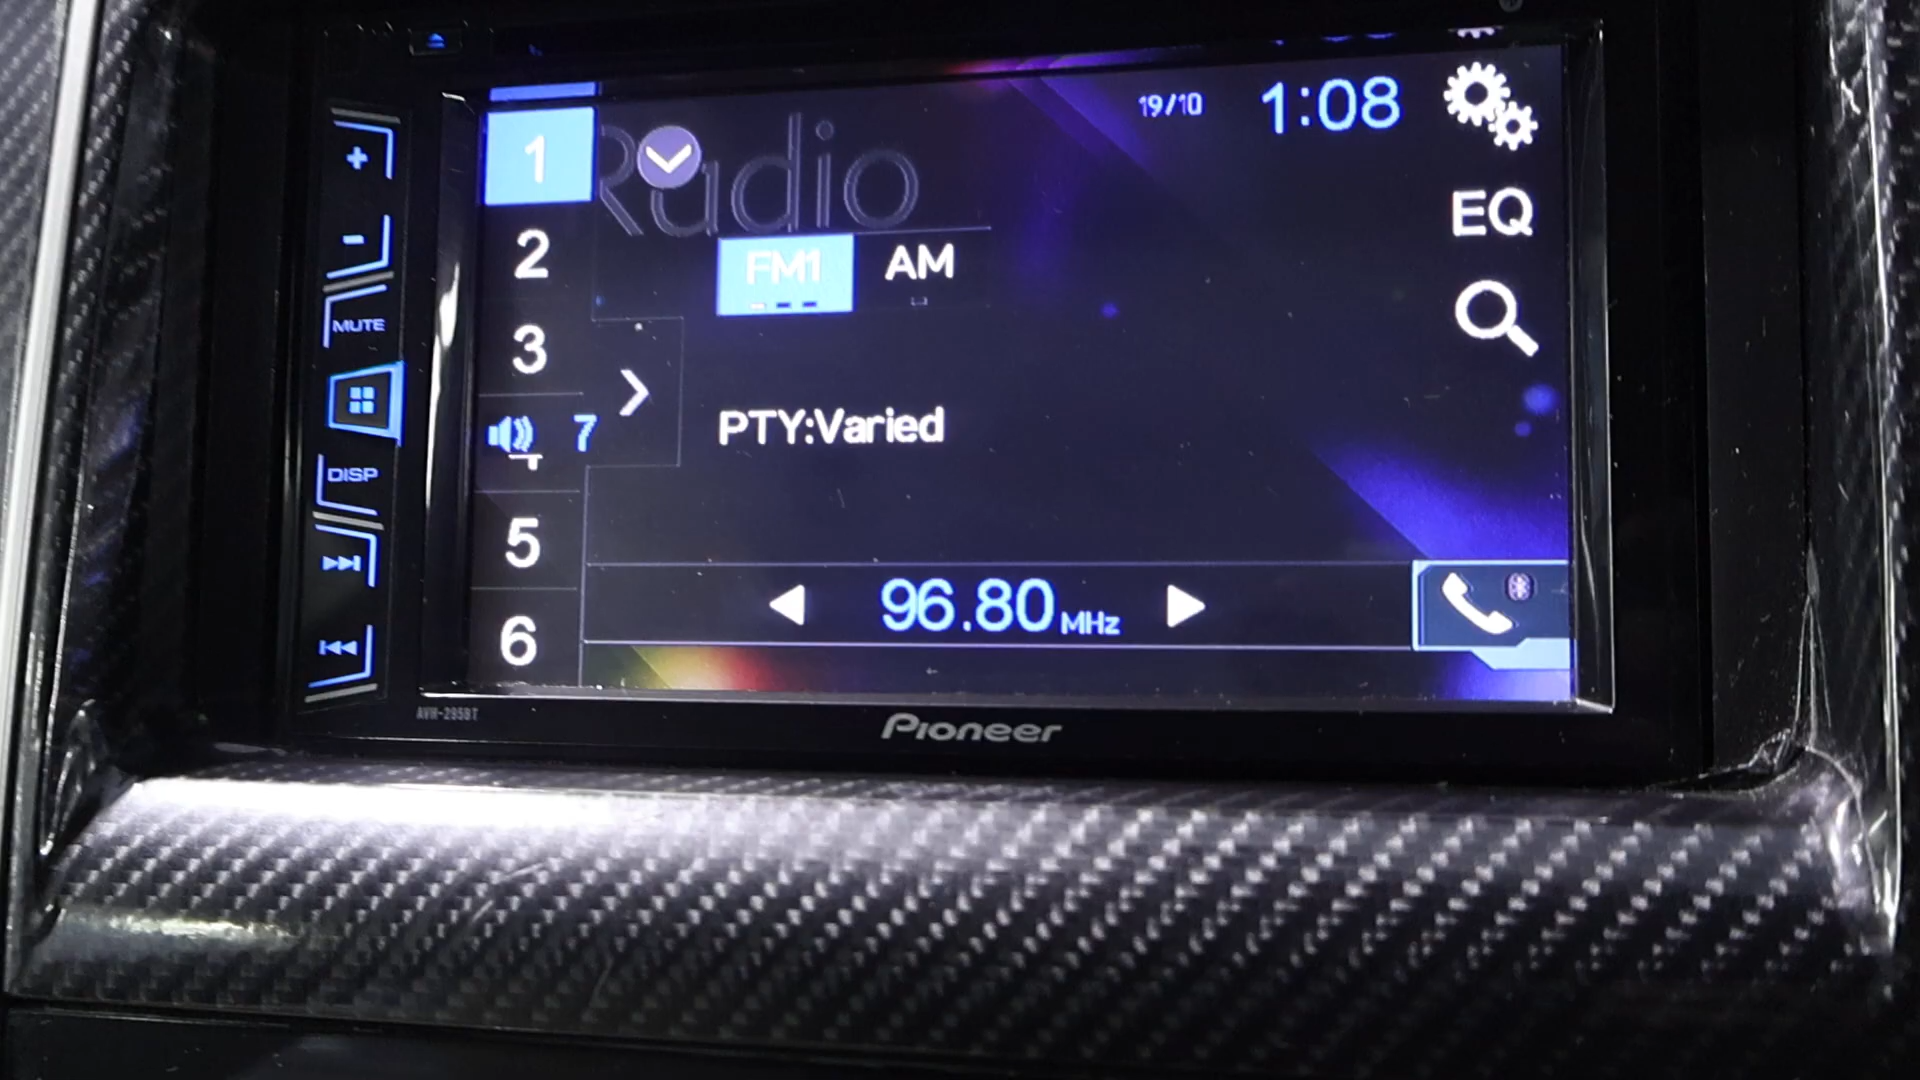 19/10 1:08
1
Radio
EQ
2
FM1 AM
3
MUTE
7
PTY:Varied
DISP
5
96.80 MHz
6
AVH-295BT
Pioneer